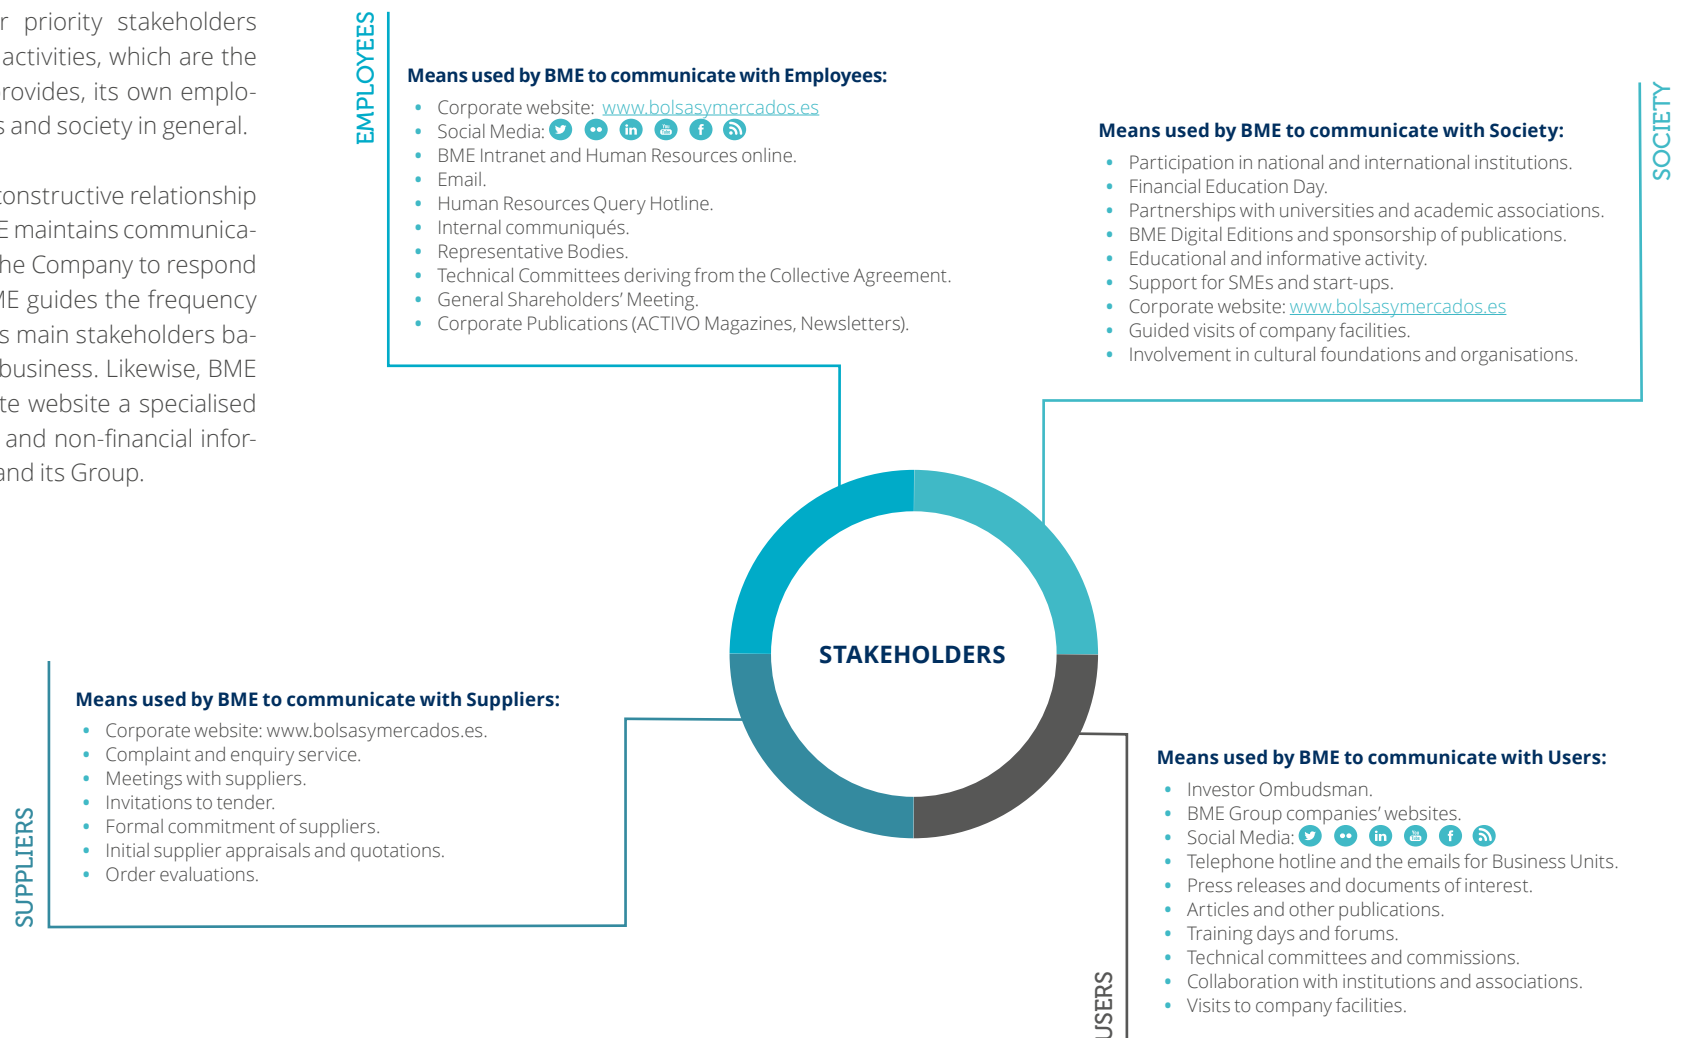 r priority stakeholders
activities, which are the
provides, its own emplo-
s and society in general.
constructive relationship
E maintains communica-
the Company to respond
ME guides the frequency
s main stakeholders ba-
business. Likewise, BME
te website a specialised
and non-financial infor-
and its Group.
EMPLOYEES
Means used by BME to communicate with Employees:
• Corporate website: www.bolsasymercados.es
• Social Media:
• BME Intranet and Human Resources online.
• Email.
• Human Resources Query Hotline.
• Internal communiqués.
• Representative Bodies.
• Technical Committees deriving from the Collective Agreement.
• General Shareholders’ Meeting.
• Corporate Publications (ACTIVO Magazines, Newsletters).
SOCIETY
Means used by BME to communicate with Society:
• Participation in national and international institutions.
• Financial Education Day.
• Partnerships with universities and academic associations.
• BME Digital Editions and sponsorship of publications.
• Educational and informative activity.
• Support for SMEs and start-ups.
• Corporate website: www.bolsasymercados.es
• Guided visits of company facilities.
• Involvement in cultural foundations and organisations.
STAKEHOLDERS
SUPPLIERS
Means used by BME to communicate with Suppliers:
• Corporate website: www.bolsasymercados.es.
• Complaint and enquiry service.
• Meetings with suppliers.
• Invitations to tender.
• Formal commitment of suppliers.
• Initial supplier appraisals and quotations.
• Order evaluations.
USERS
Means used by BME to communicate with Users:
• Investor Ombudsman.
• BME Group companies’ websites.
• Social Media:
• Telephone hotline and the emails for Business Units.
• Press releases and documents of interest.
• Articles and other publications.
• Training days and forums.
• Technical committees and commissions.
• Collaboration with institutions and associations.
• Visits to company facilities.